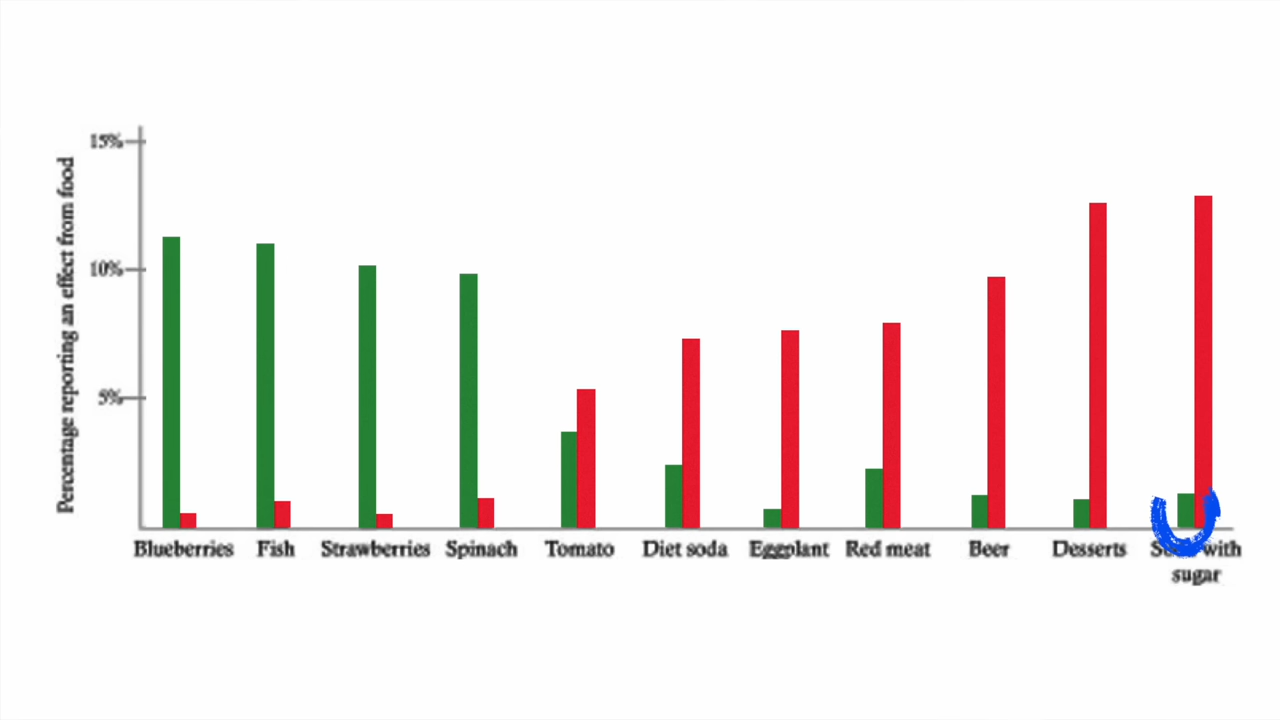 Percentage reporting an effect from food
15%
10%
5%
Blueberries
Fish
Strawberries
Spinach
Tomato
Diet soda
Eggplant
Red meat
Beer
Desserts
with
sugar